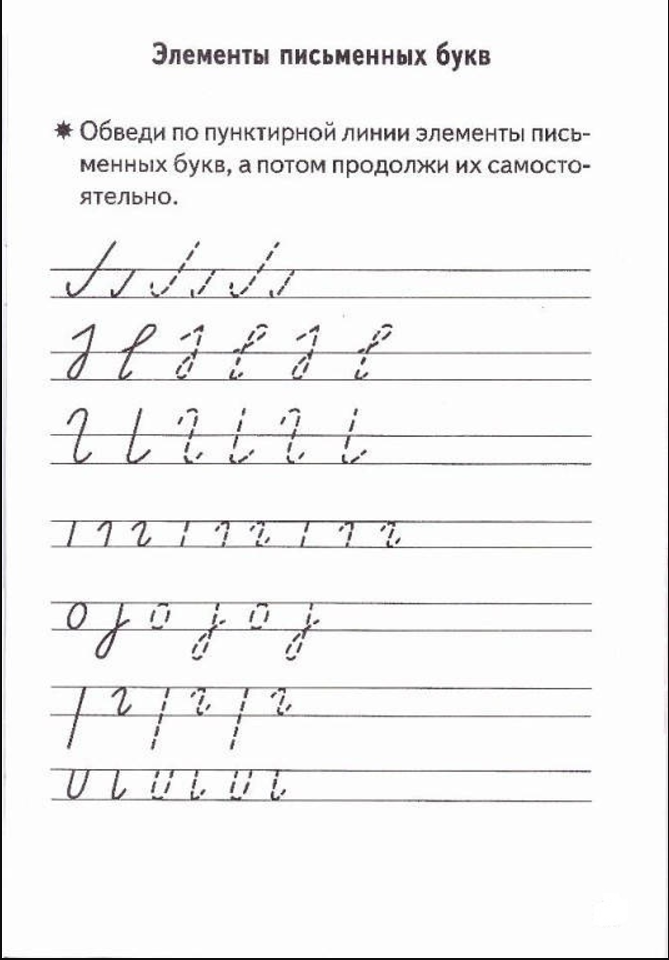 Элементы письменных букв
✷ Обведи по пунктирной линии элементы пись-
менных букв, а потом продолжи их самосто-
ятельно.